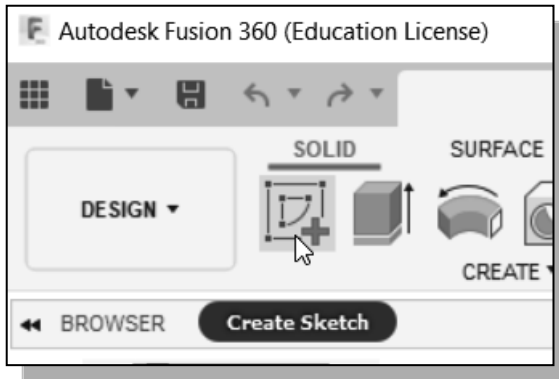 Autodesk Fusion 360 (Education License)
SOLID SURFACE
DESIGN
CREATE
BROWSER Create Sketch